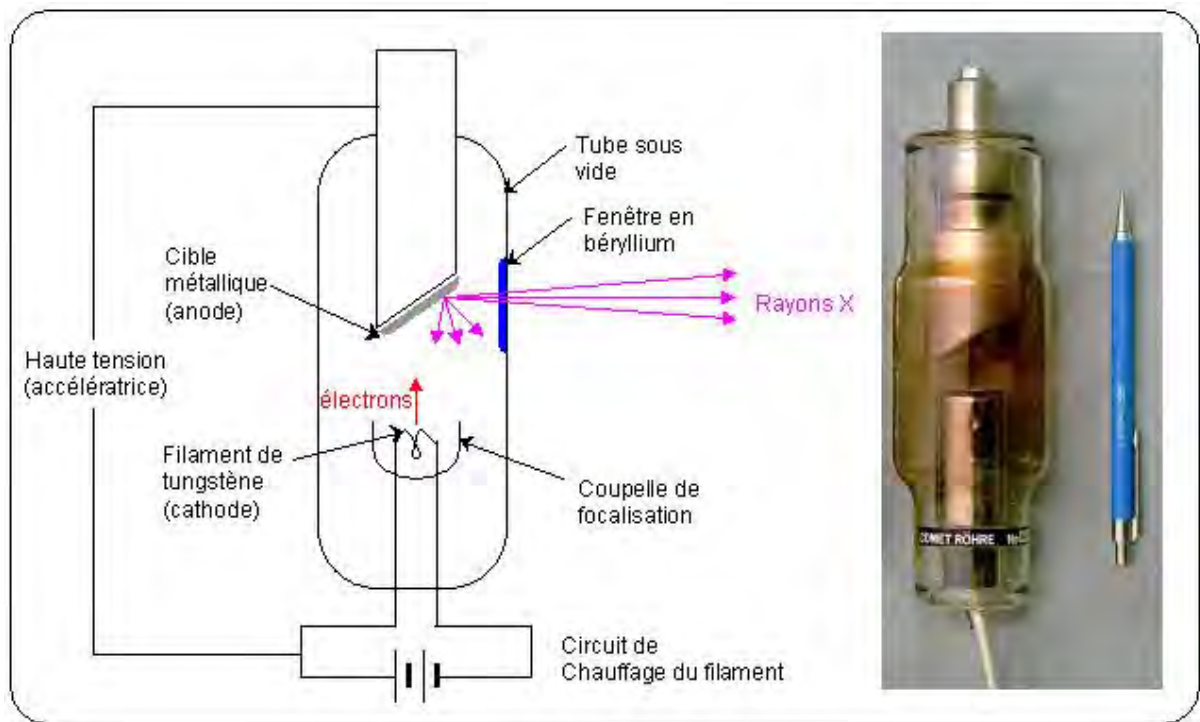 Tube sous
vide
Fenêtre en
béryllium
Cible
métallique
(anode)
Rayons X
Haute tension
(accélératrice)
électrons
Filament de
tungstène
(cathode)
Coupelle de
focalisation
COMET RÖHRE
Circuit de
Chauffage du filament